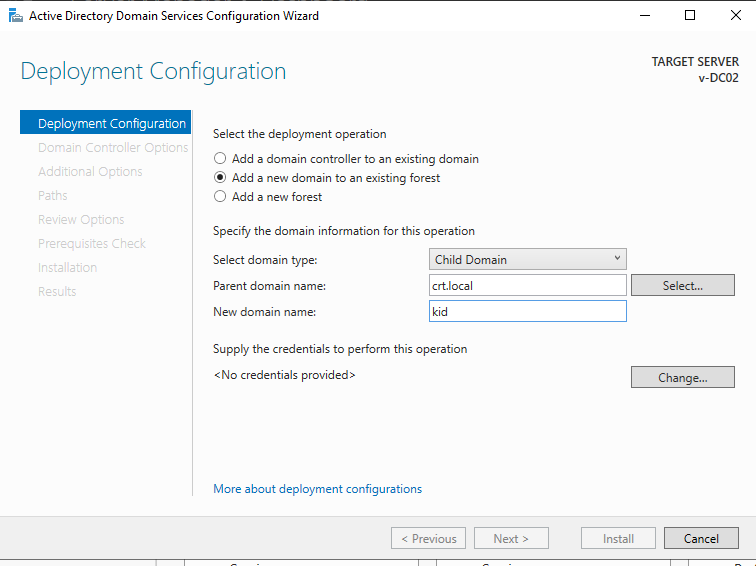 Active Directory Domain Services Configuration Wizard
Deployment Configuration
TARGET SERVER
v-DC02
Deployment Configuration
Domain Controller Options
Additional Options
Paths
Review Options
Prerequisites Check
Installation
Results
Select the deployment operation
Add a domain controller to an existing domain
Add a new domain to an existing forest
Add a new forest
Specify the domain information for this operation
Select domain type: Child Domain
Parent domain name: crt.local Select...
New domain name: kid
Supply the credentials to perform this operation
<No credentials provided> Change...
More about deployment configurations
< Previous Next > Install Cancel